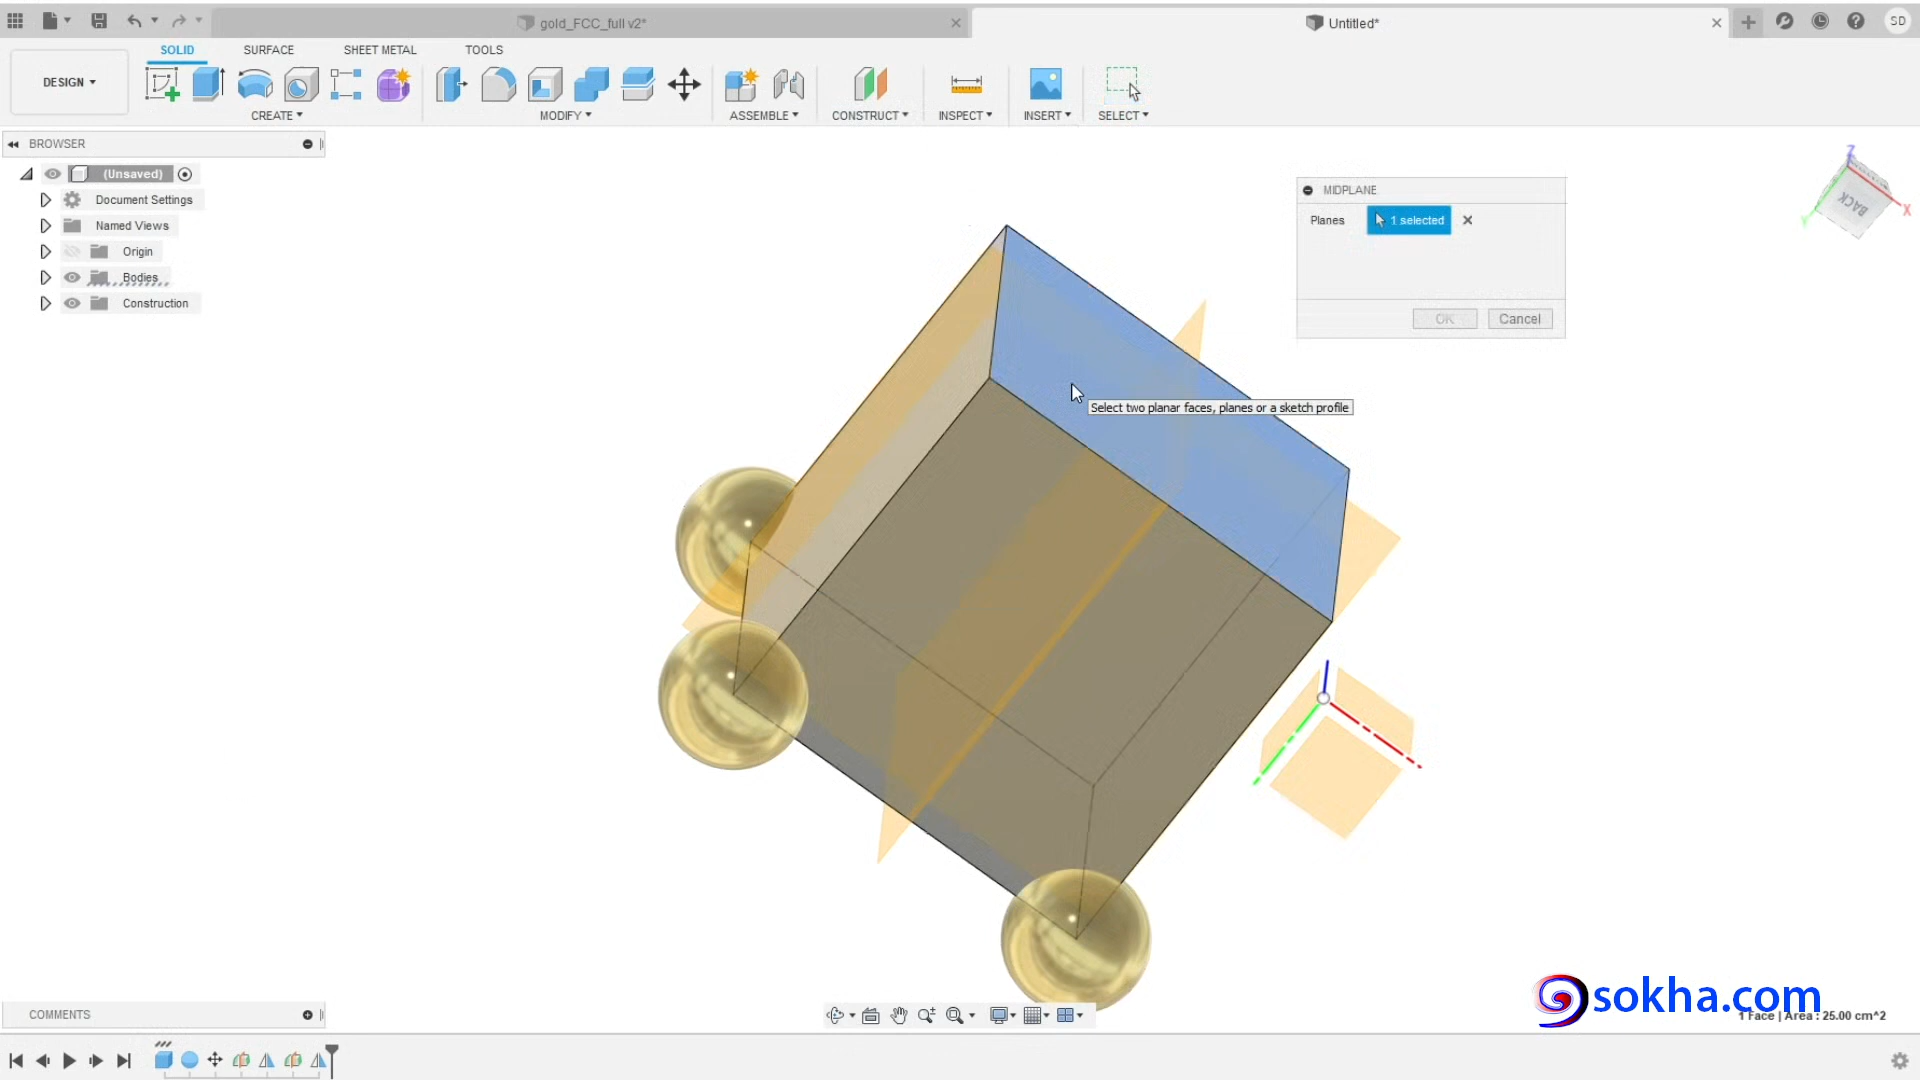 gold_FCC_full v2*
Untitled*
SD
SOLID
SURFACE
SHEET METAL
TOOLS
DESIGN
CREATE
MODIFY
ASSEMBLE
CONSTRUCT
INSPECT
INSERT
SELECT
BROWSER
(Unsaved)
Document Settings
Named Views
Origin
Bodies
Construction
MIDPLANE
Planes
1 selected
OK
Cancel
Z
BACK
X
Y
Select two planar faces, planes or a sketch profile
sokha.com
1 Face | Area : 25.00 cm^2
COMMENTS